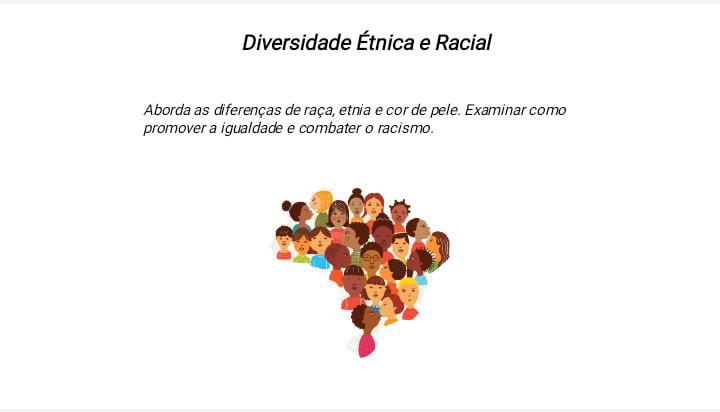 Diversidade Étnica e Racial
Aborda as diferenças de raça, etnia e cor de pele. Examinar como
promover a igualdade e combater o racismo.